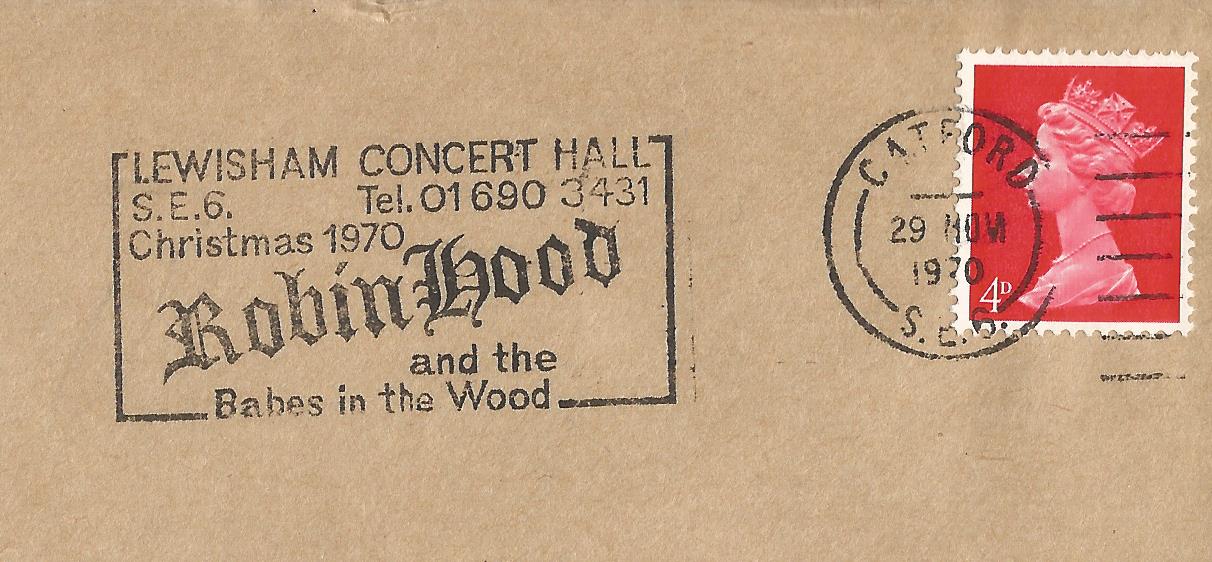 LEWISHAM CONCERT HALL
S.E.6. Tel. 01 690 3431
Christmas 1970
Robin Hood
and the
Babes in the Wood
CATFORD
29 NOV
1970
S.E.6.
4D